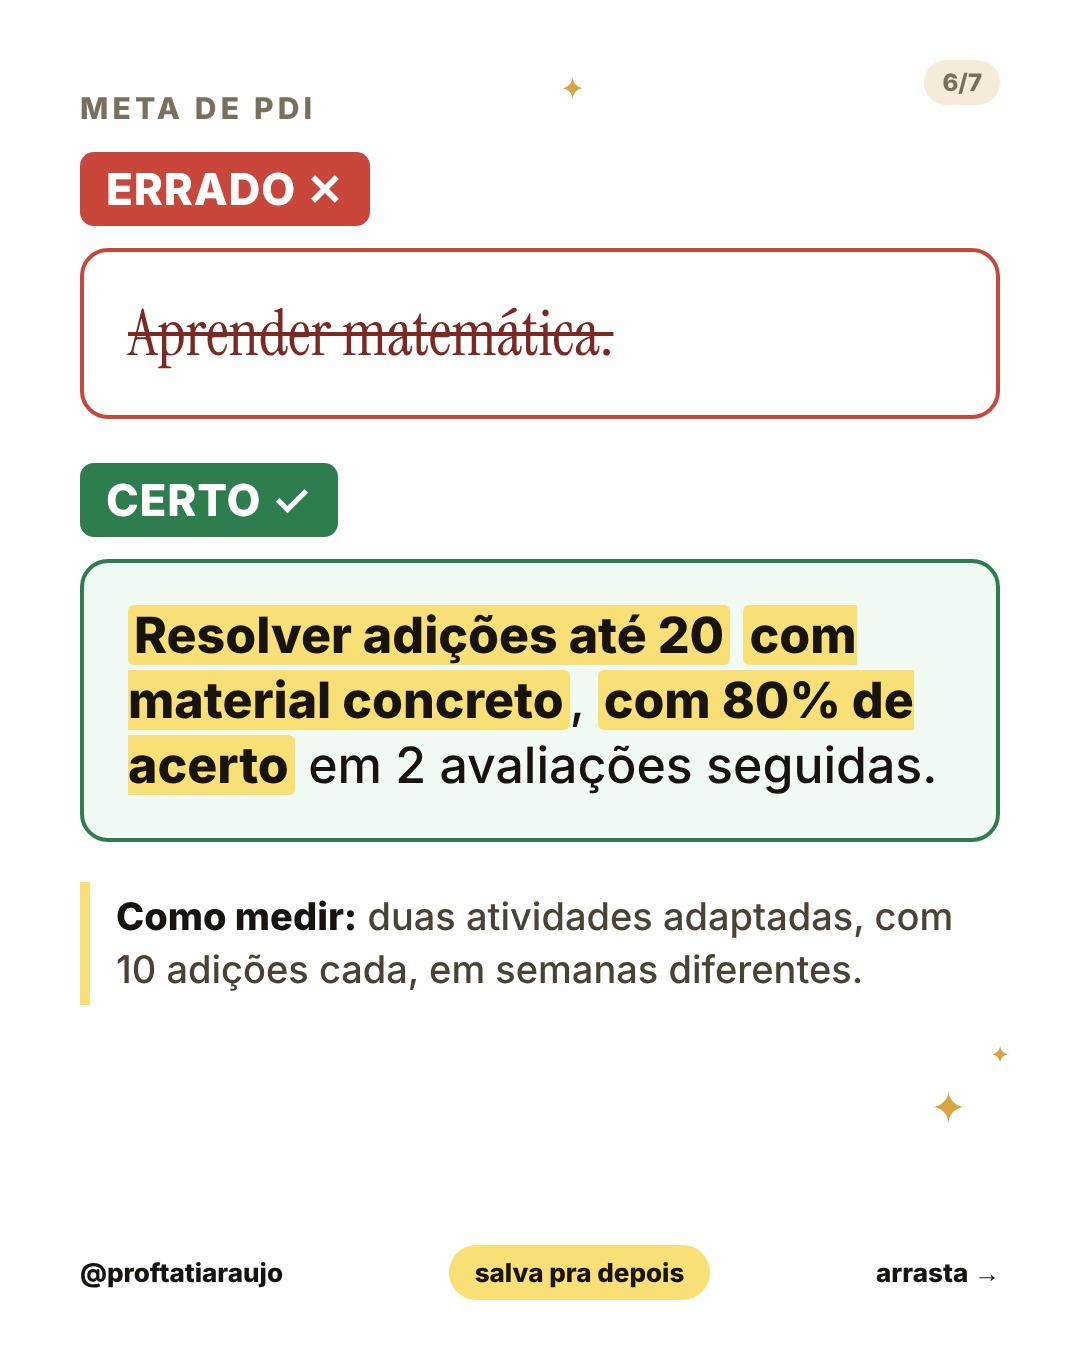 META DE PDI
6/7
ERRADO ✕
Aprender matemática.
CERTO ✓
Resolver adições até 20 com
material concreto, com 80% de
acerto em 2 avaliações seguidas.
Como medir: duas atividades adaptadas, com
10 adições cada, em semanas diferentes.
@proftatiaraujo
salva pra depois
arrasta →